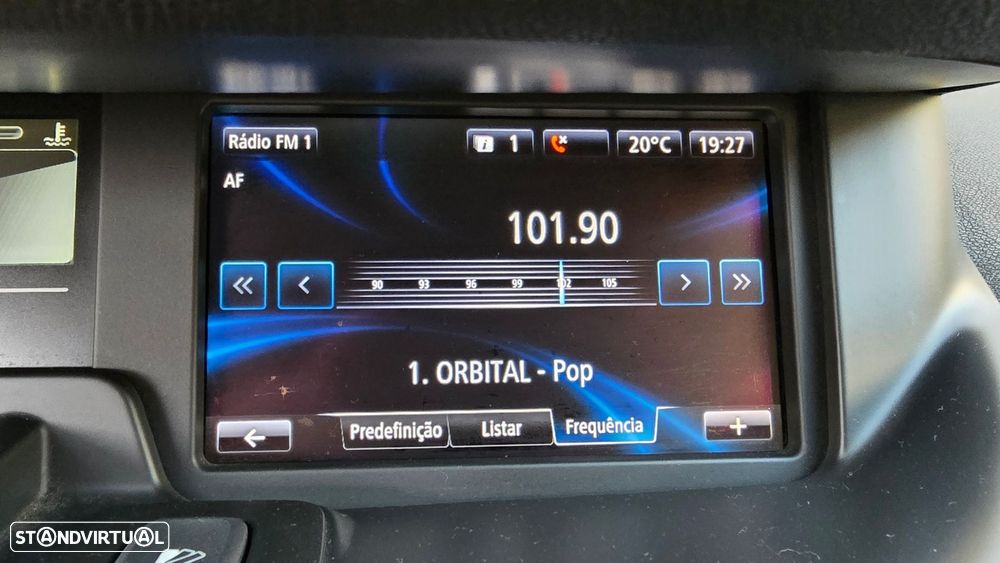 Rádio FM 1
1
20°C
19:27
AF
101.90
90 93 96 99 102 105
1. ORBITAL - Pop
Predefinição
Listar
Frequência
STANDVIRTUAL